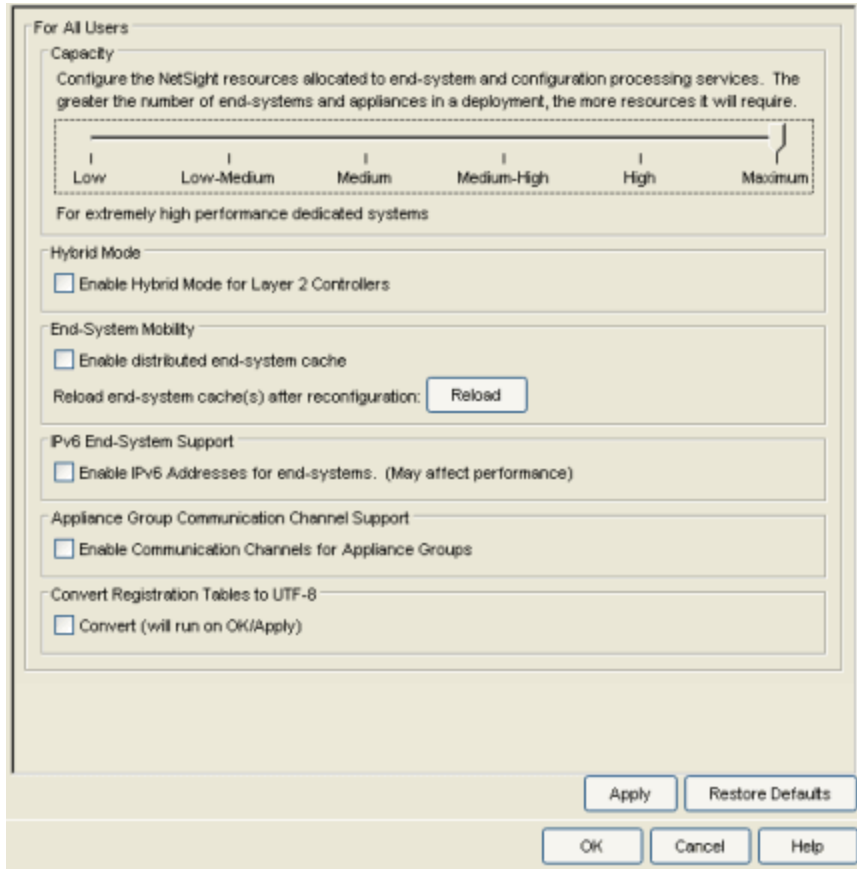 For All Users
Capacity
Configure the NetSight resources allocated to end-system and configuration processing services. The
greater the number of end-systems and appliances in a deployment, the more resources it will require.
Low Low-Medium Medium Medium-High High Maximum
For extremely high performance dedicated systems
Hybrid Mode
Enable Hybrid Mode for Layer 2 Controllers
End-System Mobility
Enable distributed end-system cache
Reload end-system cache(s) after reconfiguration: Reload
IPv6 End-System Support
Enable IPv6 Addresses for end-systems. (May affect performance)
Appliance Group Communication Channel Support
Enable Communication Channels for Appliance Groups
Convert Registration Tables to UTF-8
Convert (will run on OK/Apply)
Apply Restore Defaults
OK Cancel Help